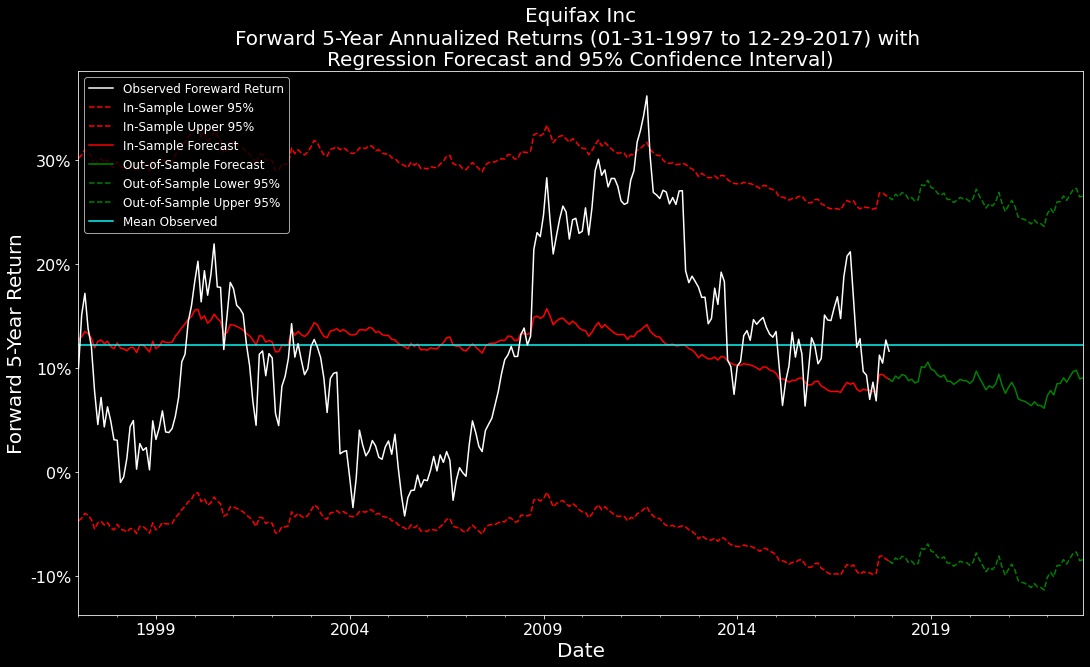 Equifax Inc
Forward 5-Year Annualized Returns (01-31-1997 to 12-29-2017) with
Regression Forecast and 95% Confidence Interval)
Observed Foreward Return
In-Sample Lower 95%
In-Sample Upper 95%
In-Sample Forecast
Out-of-Sample Forecast
Out-of-Sample Lower 95%
Out-of-Sample Upper 95%
Mean Observed
Forward 5-Year Return
30%
20%
10%
0%
-10%
1999
2004
2009
2014
2019
Date